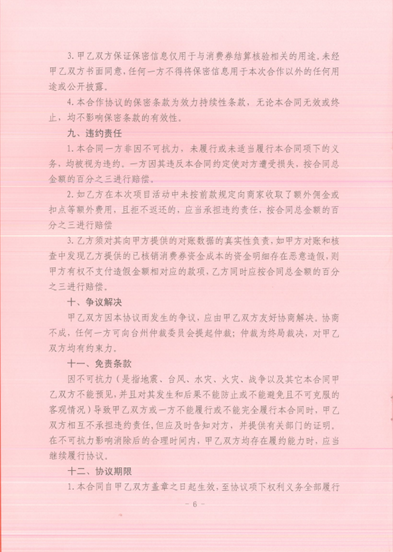 3.甲乙双方保证保密信息仅用于与消费券结算核验相关的用途,未经
甲乙双方书面同意,任何一方不得将保密信息用于本次合作以外的任何用
途或公开披露。
4.本合作协议的保密条款为效力持续性条款,无论本合同无效或终
止,均不影响保密条款的有效性。
九、违约责任
1.本合同一方非因不可抗力,未履行或未适当履行本合同项下的义
务,均被视为违约。一方因其违反本合同约定使对方遭受损失,按合同总
金额的百分之三进行赔偿。
2.如乙方在本次项目活动中未按前款规定向商家收取了额外佣金或
扣点等额外费用,且拒不返还的,应当承担违约责任,按合同总金额的百
分之三进行赔偿
3.乙方须对其向甲方提供的对账数据的真实性负责,如甲方对账和核
查中发现乙方提供的已核销消费券资金成本的资金明细存在恶意造假,则
甲方有权不支付造假金额相对应的款项,乙方同时应按合同总金额的百分
之三进行赔偿。
十、争议解决
甲乙双方因本协议而发生的争议,应由甲乙双方友好协商解决。协商
不成,任何一方可向台州仲裁委员会提起仲裁;仲裁为终局裁决,对甲乙
双方均有约束力。
十一、免责条款
因不可抗力(是指地震、台风、水灾、火灾、战争以及其它本合同甲
乙双方不能预见,并且对其发生和后果不能防止或不能避免且不可克服的
客观情况)导致甲乙双方或一方不能履行或不能完全履行本合同时,甲乙
双方相互不承担违约责任,但应及时告知对方,并提供有关部门的证明。
在不可抗力影响消除后的合理时间内,甲乙双方均存在履约能力时,应当
继续履行协议。
十二、协议期限
1.本合同自甲乙双方盖章之日起生效,至协议项下权利义务全部履行
- 6 -